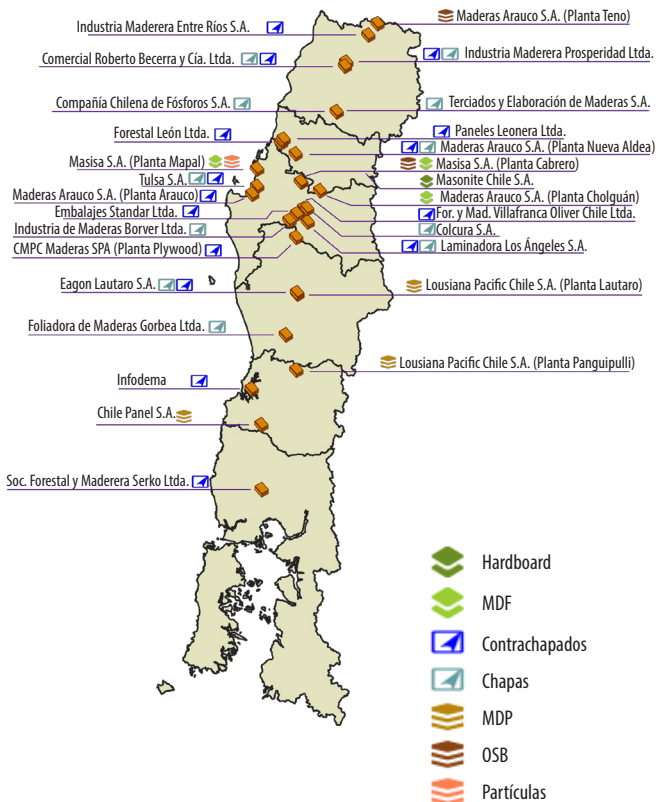 Maderas Arauco S.A. (Planta Teno)
Industria Maderera Entre Ríos S.A.
Comercial Roberto Becerra y Cía. Ltda.
Industria Maderera Prosperidad Ltda.
Compañía Chilena de Fósforos S.A.
Terciados y Elaboración de Maderas S.A.
Forestal León Ltda.
Paneles Leonera Ltda.
Maderas Arauco S.A. (Planta Nueva Aldea)
Masisa S.A. (Planta Mapal)
Masisa S.A. (Planta Cabrero)
Tulsa S.A.
Masonite Chile S.A.
Maderas Arauco S.A. (Planta Arauco)
Maderas Arauco S.A. (Planta Cholguán)
Embalajes Standar Ltda.
For. y Mad. Villafranca Oliver Chile Ltda.
Industria de Maderas Borver Ltda.
Colcura S.A.
CMPC Maderas SPA (Planta Plywood)
Laminadora Los Ángeles S.A.
Eagon Lautaro S.A.
Lousiana Pacific Chile S.A. (Planta Lautaro)
Foliadora de Maderas Gorbea Ltda.
Lousiana Pacific Chile S.A. (Planta Panguipulli)
Infodema
Chile Panel S.A.
Soc. Forestal y Maderera Serko Ltda.
Hardboard
MDF
Contrachapados
Chapas
MDP
OSB
Partículas